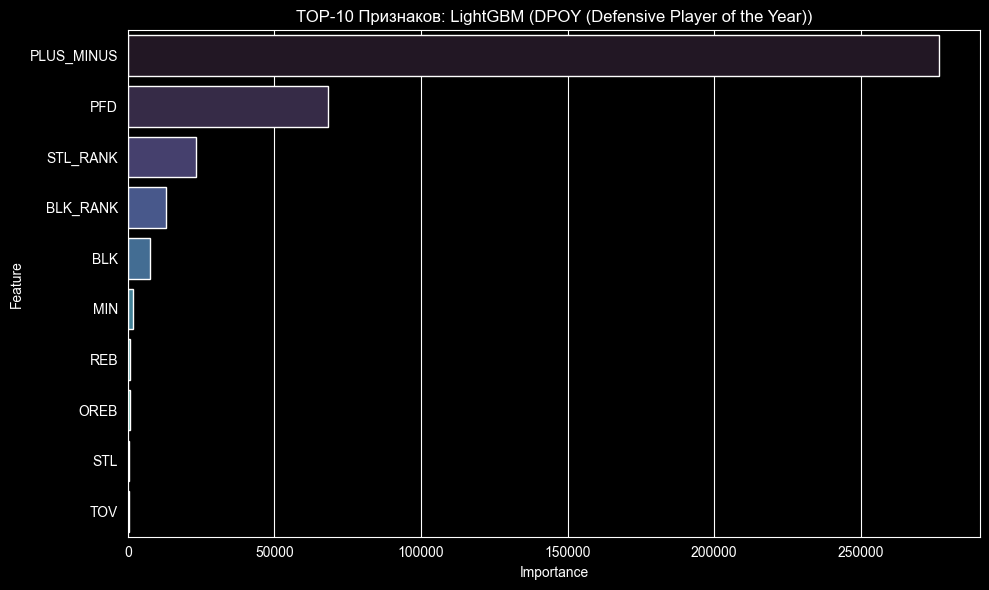 TOP-10 Признаков: LightGBM (DPOY (Defensive Player of the Year))
Feature
PLUS_MINUS
PFD
STL_RANK
BLK_RANK
BLK
MIN
REB
OREB
STL
TOV
0 50000 100000 150000 200000 250000
Importance